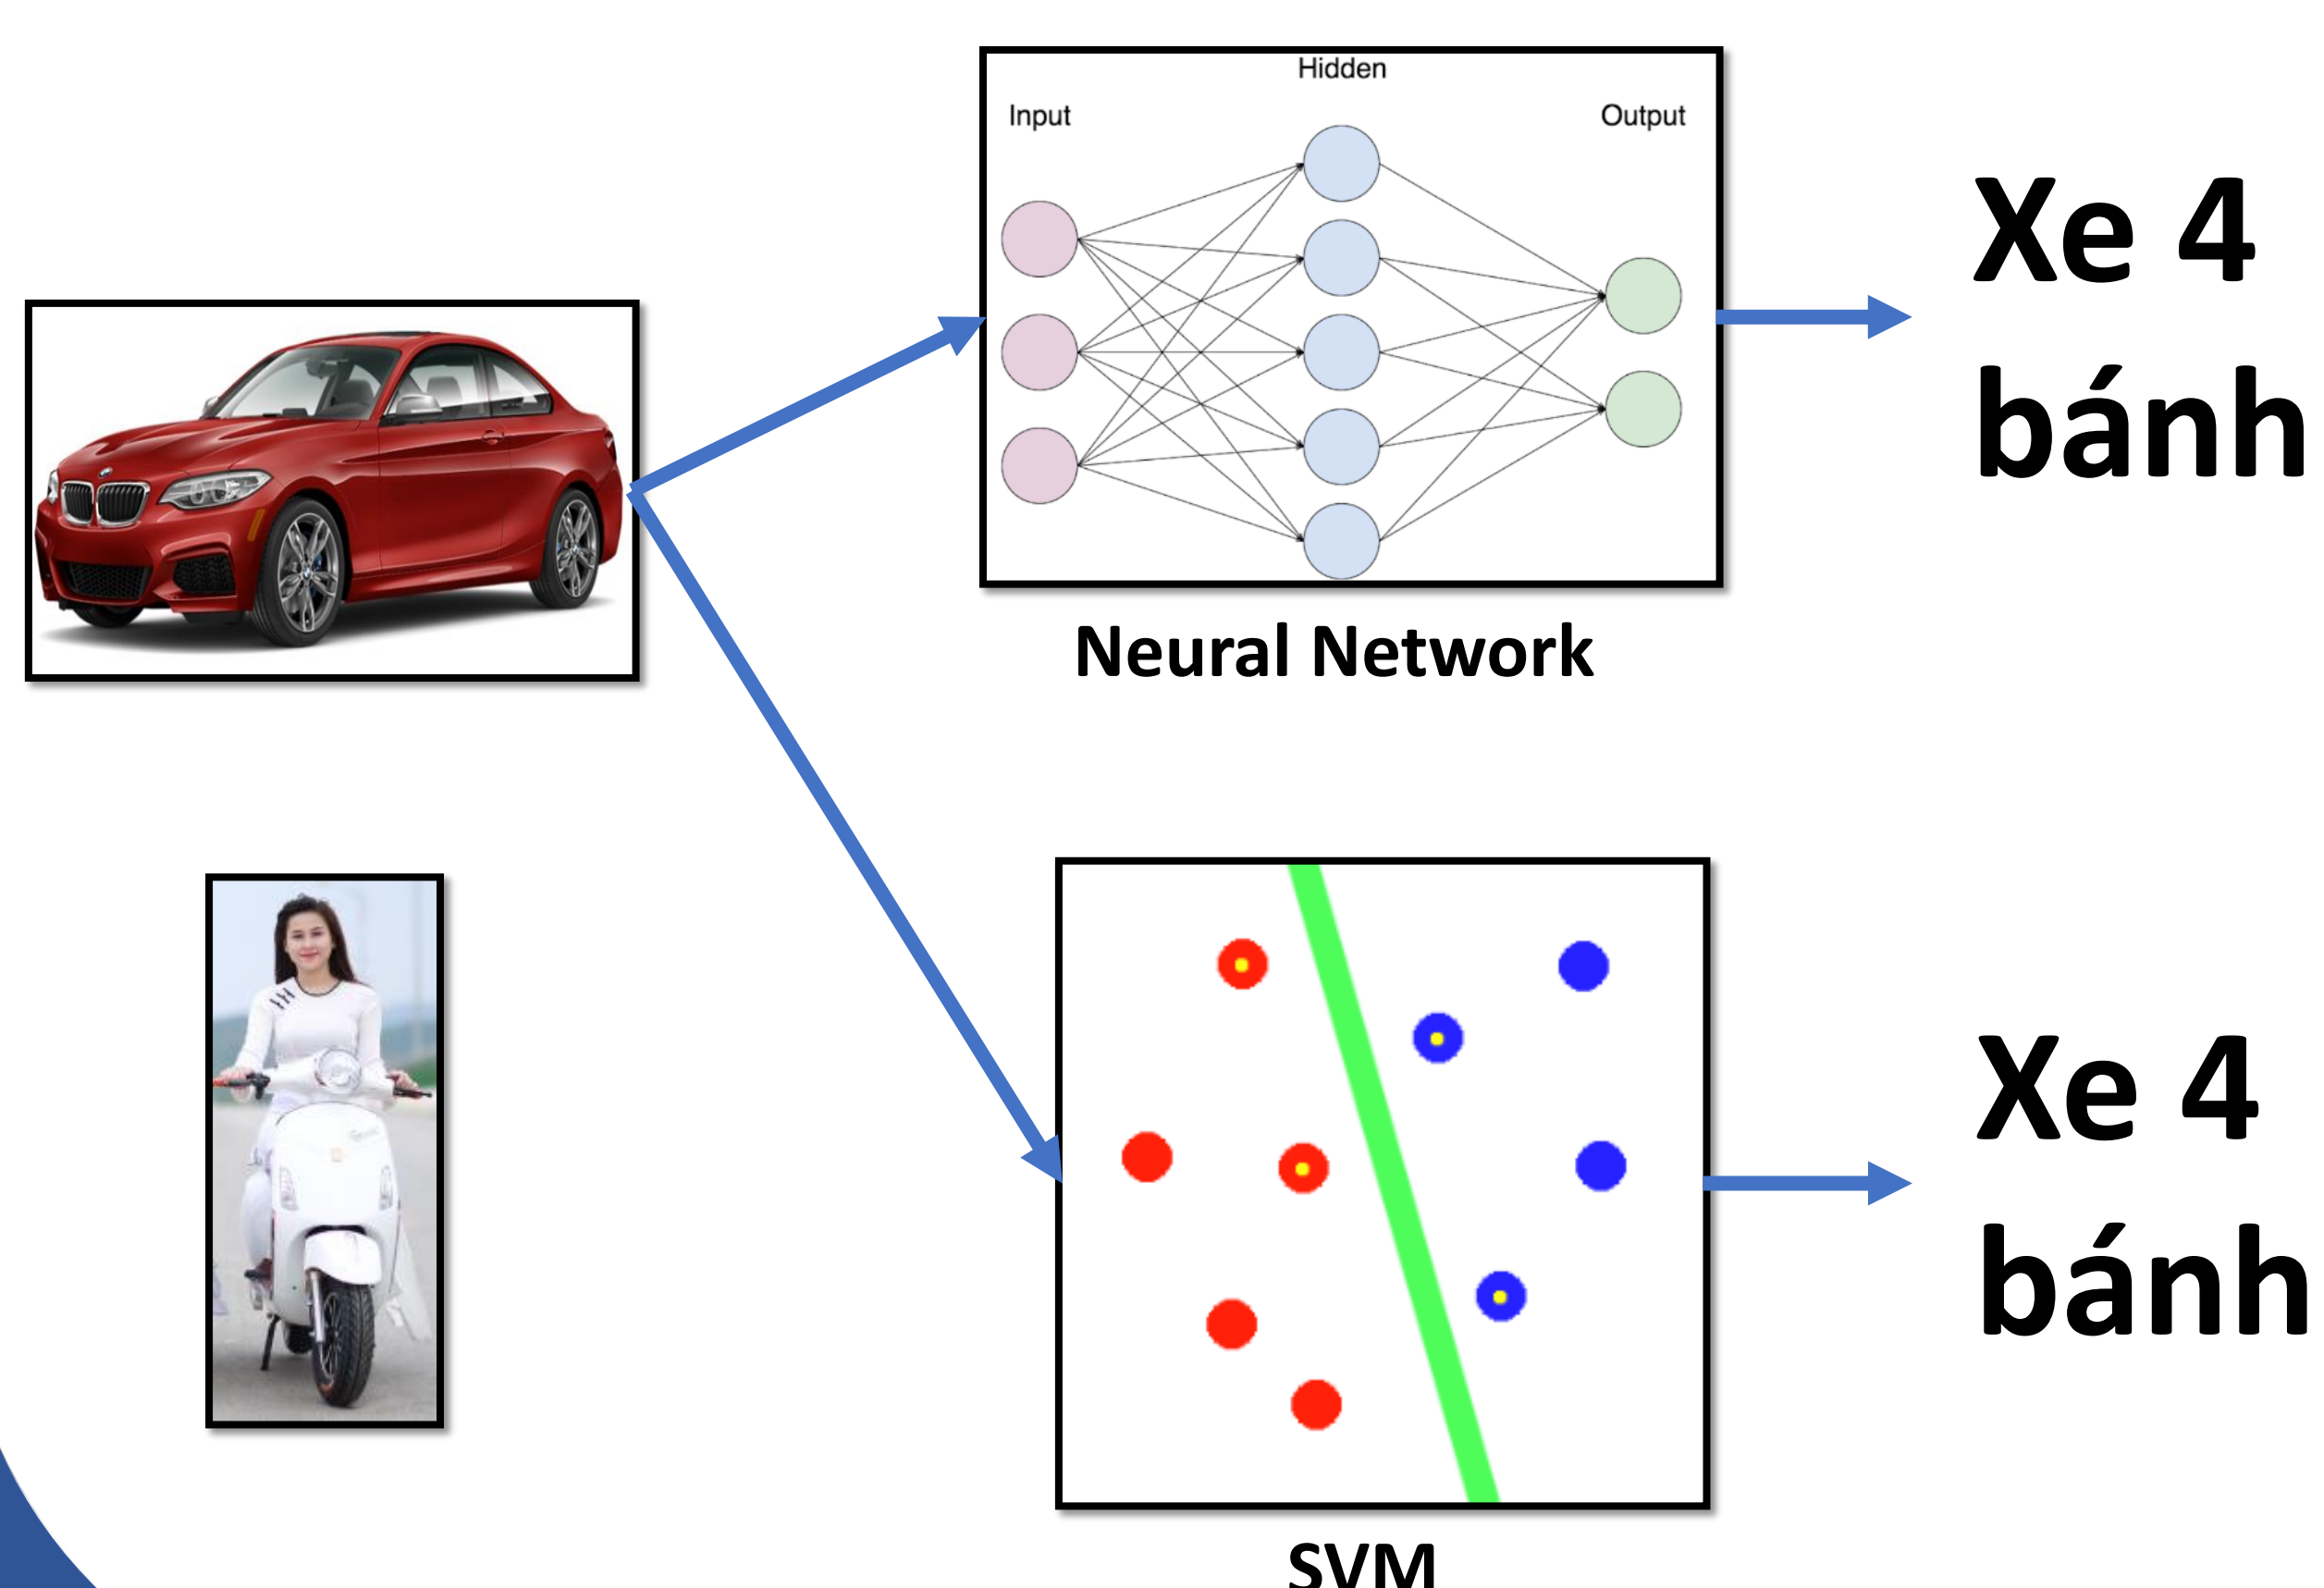 Hidden
Input
Output
Xe 4
bánh
Neural Network
Xe 4
bánh
SVM